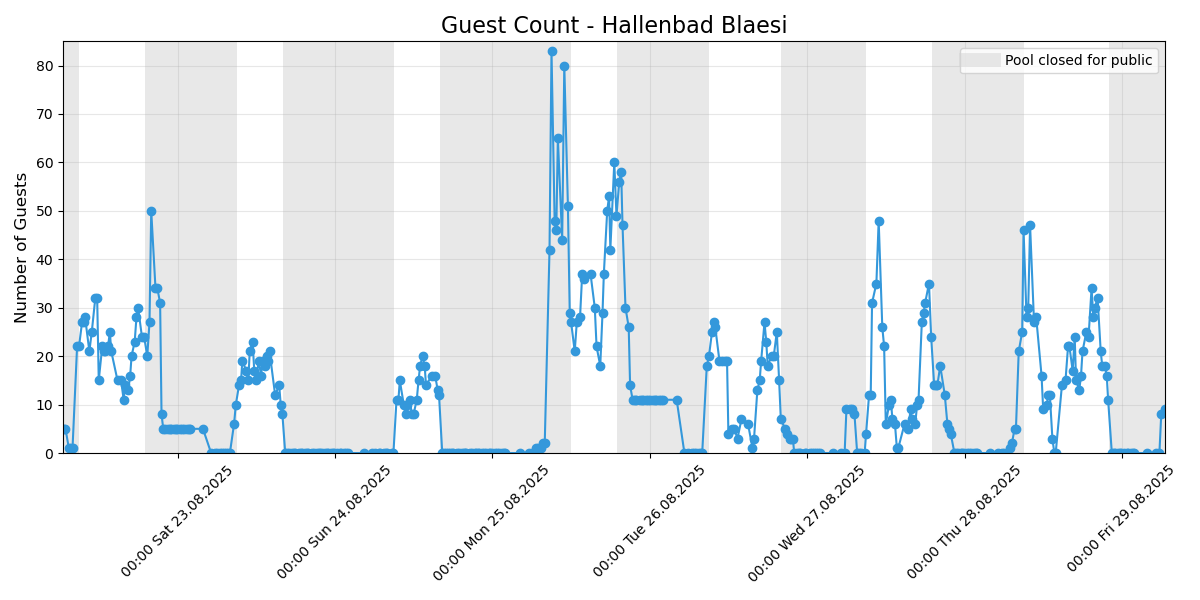 Guest Count - Hallenbad Blaesi
Pool closed for public
Number of Guests
80
70
60
50
40
30
20
10
0
00:00 Sat 23.08.2025
00:00 Sun 24.08.2025
00:00 Mon 25.08.2025
00:00 Tue 26.08.2025
00:00 Wed 27.08.2025
00:00 Thu 28.08.2025
00:00 Fri 29.08.2025